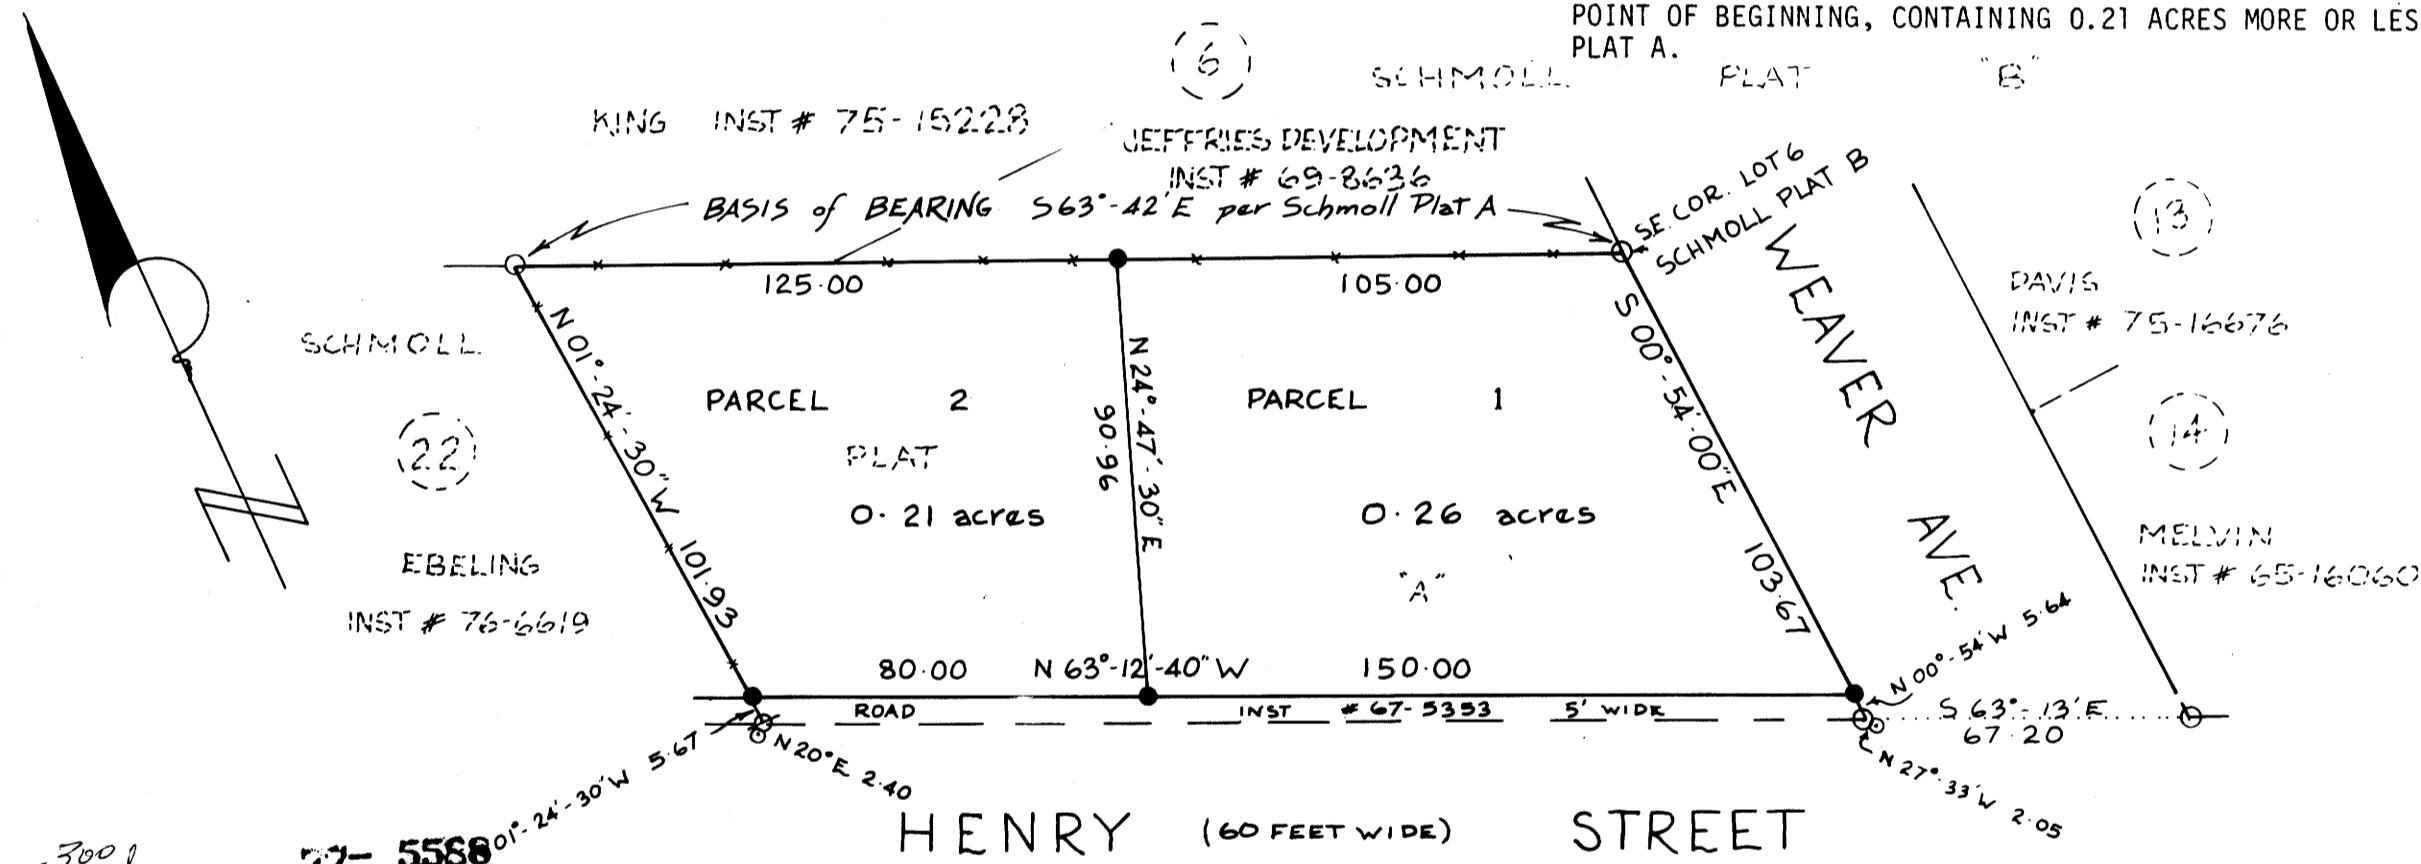 POINT OF BEGINNING, CONTAINING 0.21 ACRES MORE OR LES
PLAT A.
6
SCHMOLL PLAT "B"
KING INST # 75-15228
JEFFRIES DEVELOPMENT
INST # 69-8636
BASIS of BEARING S63°-42'E per Schmoll Plat A
S.E. COR. LOT 6
SCHMOLL PLAT B
125.00
105.00
WEAVER AVE.
13
DAVIS
INST # 75-16676
14
MELVIN
INST # 65-16060
SCHMOLL
22
EBELING
INST # 76-6619
N 01°-24'-30" W 101.93
PARCEL 2
PLAT
0.21 acres
N 24°-47'-30" E
90.96
PARCEL 1
0.26 acres
"A"
S 00°-54'-00" E 103.67
80.00 N 63°-12'-40" W 150.00
ROAD INST # 67-5353 5' WIDE
N 00°-54' W 5.64
S 63°-13' E
67.20
N 27°-33' W 2.05
N 20° E 2.40
01°-24'-30" W 5.67
HENRY (60 FEET WIDE) STREET
5588